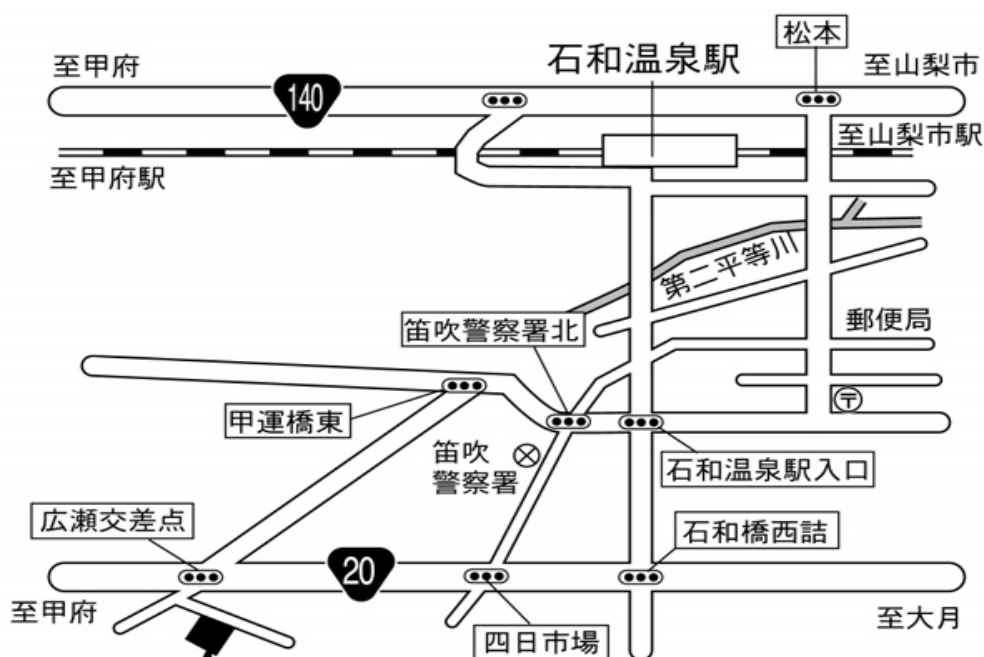 松本
石和温泉駅
至甲府
至山梨市
140
至山梨市駅
至甲府駅
第二平等川
郵便局
笛吹警察署北
〒
甲運橋東
笛吹
警察署
石和温泉駅入口
広瀬交差点
石和橋西詰
20
至甲府
至大月
四日市場